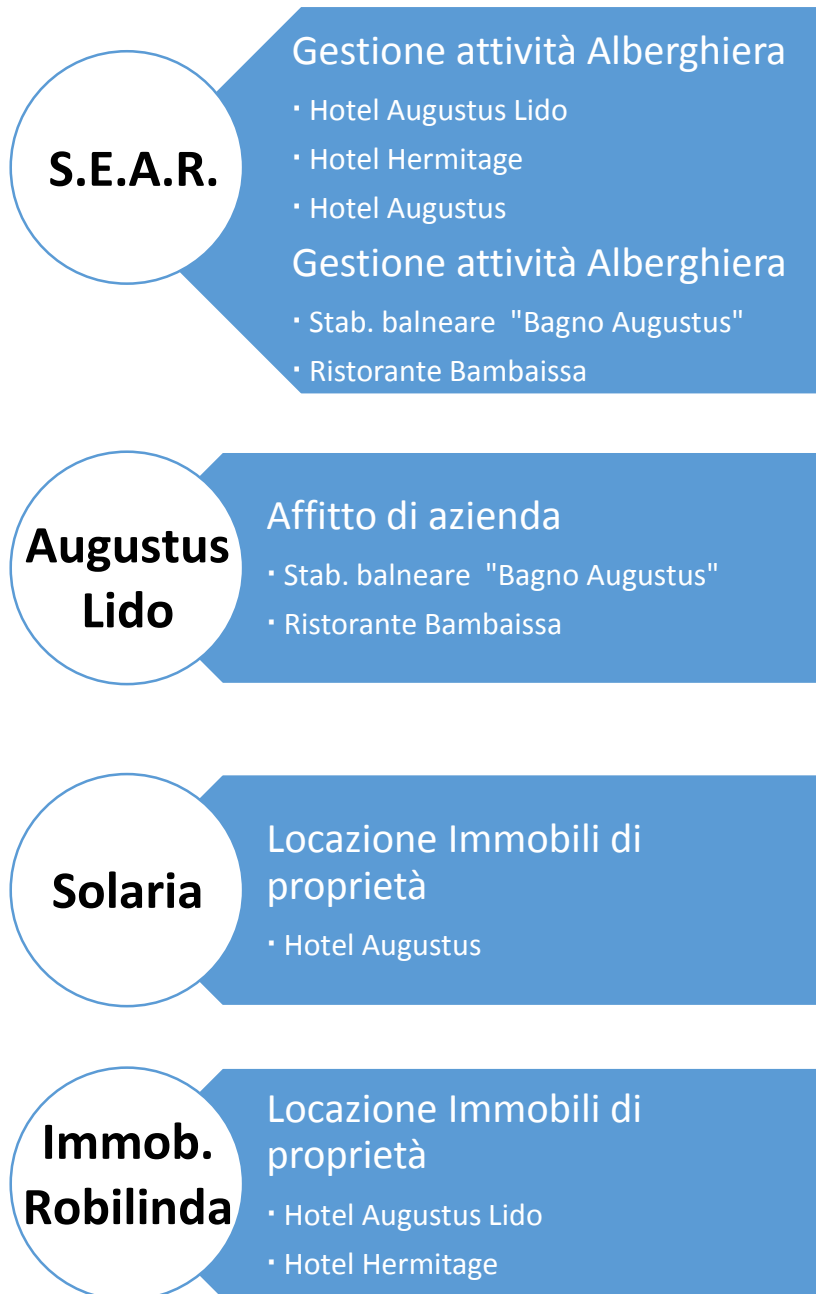 S.E.A.R.
Gestione attività Alberghiera
· Hotel Augustus Lido
· Hotel Hermitage
· Hotel Augustus
Gestione attività Alberghiera
· Stab. balneare  "Bagno Augustus"
· Ristorante Bambaissa
Augustus
Lido
Affitto di azienda
· Stab. balneare  "Bagno Augustus"
· Ristorante Bambaissa
Solaria
Locazione Immobili di
proprietà
· Hotel Augustus
Immob.
Robilinda
Locazione Immobili di
proprietà
· Hotel Augustus Lido
· Hotel Hermitage